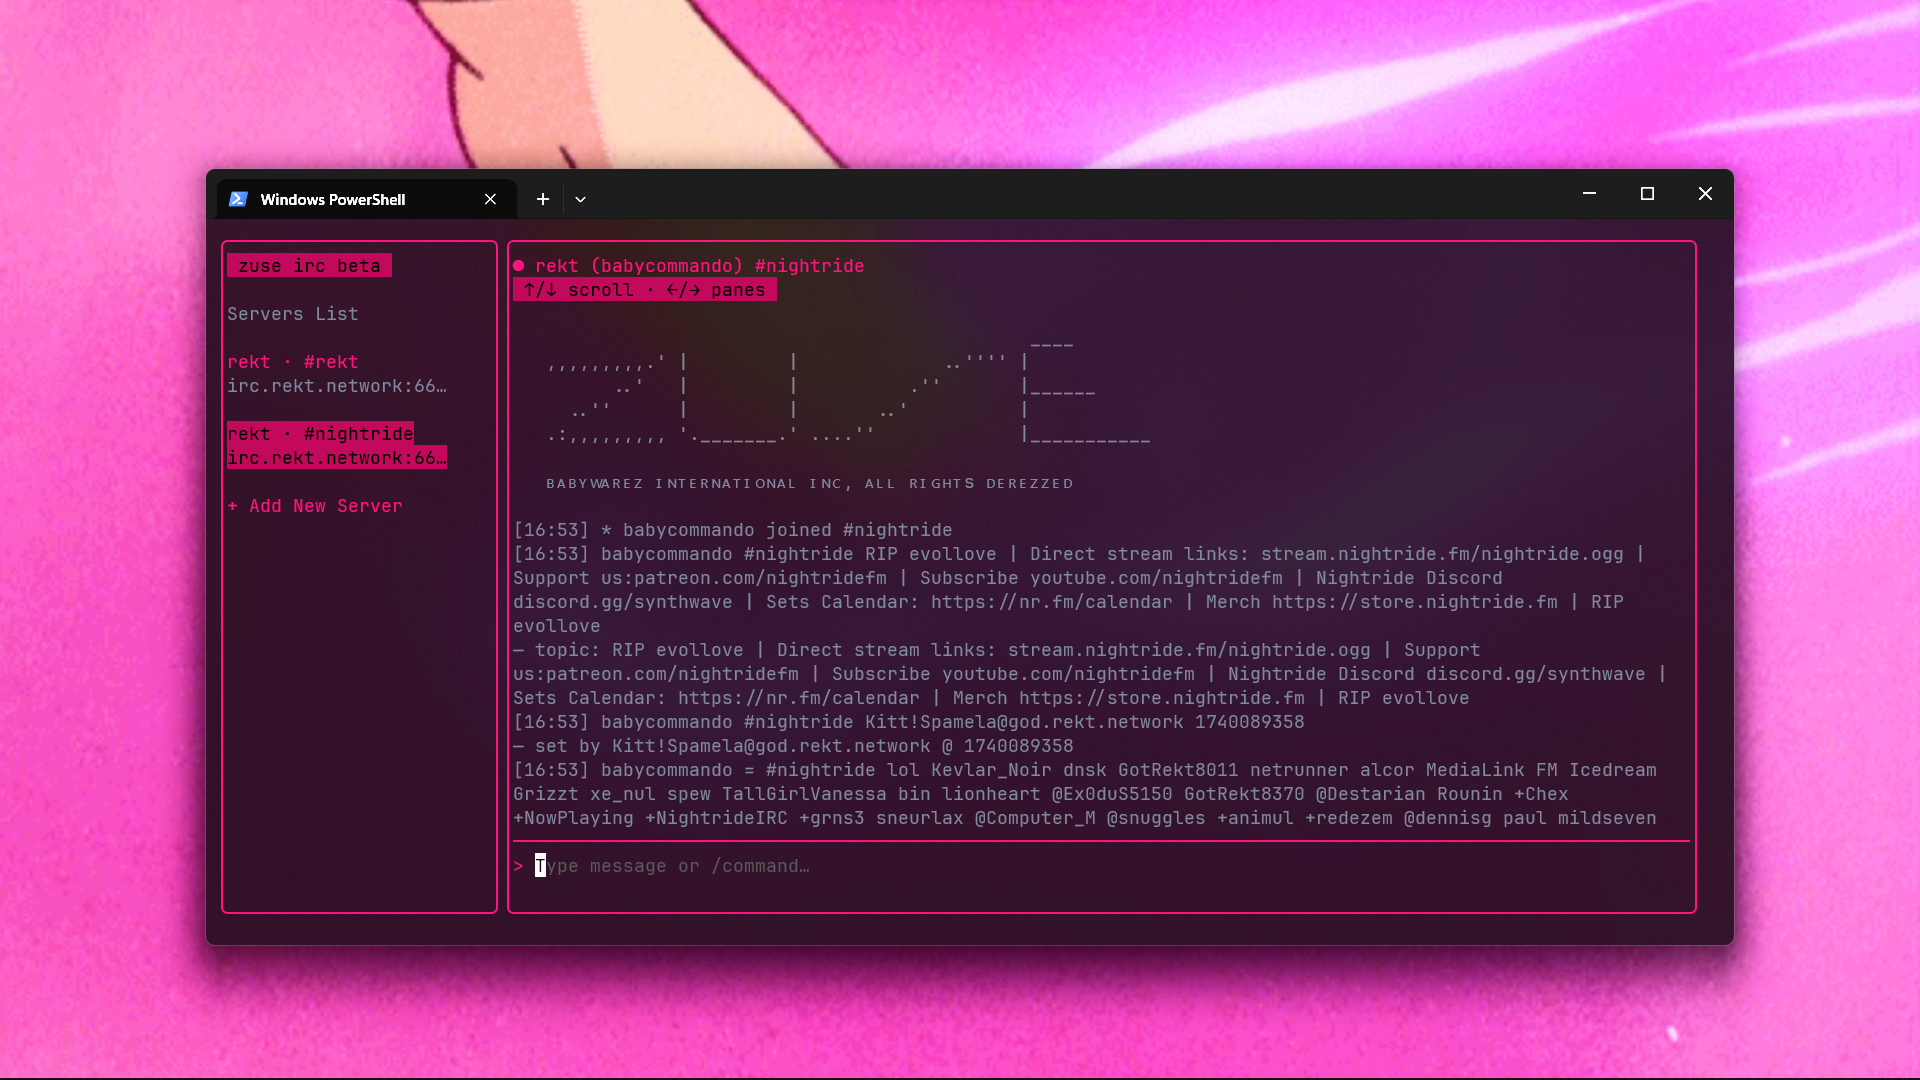 Windows PowerShell
zuse irc beta
Servers List
rekt · #rekt
irc.rekt.network:66…
rekt · #nightride
irc.rekt.network:66…
+ Add New Server
● rekt (babycommando) #nightride
↑/↓ scroll · ←/→ panes
ZUSE
BABYWAREZ INTERNATIONAL INC, ALL RIGHTS DEREZZED
[16:53] * babycommando joined #nightride
[16:53] babycommando #nightride RIP evollove | Direct stream links: stream.nightride.fm/nightride.ogg |
Support us:patreon.com/nightridefm | Subscribe youtube.com/nightridefm | Nightride Discord
discord.gg/synthwave | Sets Calendar: https://nr.fm/calendar | Merch https://store.nightride.fm | RIP
evollove
— topic: RIP evollove | Direct stream links: stream.nightride.fm/nightride.ogg | Support
us:patreon.com/nightridefm | Subscribe youtube.com/nightridefm | Nightride Discord discord.gg/synthwave |
Sets Calendar: https://nr.fm/calendar | Merch https://store.nightride.fm | RIP evollove
[16:53] babycommando #nightride Kitt!Spamela@god.rekt.network 1740089358
— set by Kitt!Spamela@god.rekt.network @ 1740089358
[16:53] babycommando = #nightride lol Kevlar_Noir dnsk GotRekt8011 netrunner alcor MediaLink FM Icedream
Grizzt xe_nul spew TallGirlVanessa bin lionheart @Ex0duS5150 GotRekt8370 @Destarian Rounin +Chex
+NowPlaying +NightrideIRC +grns3 sneurlax @Computer_M @snuggles +animul +redezem @dennisg paul mildseven
> Type message or /command…